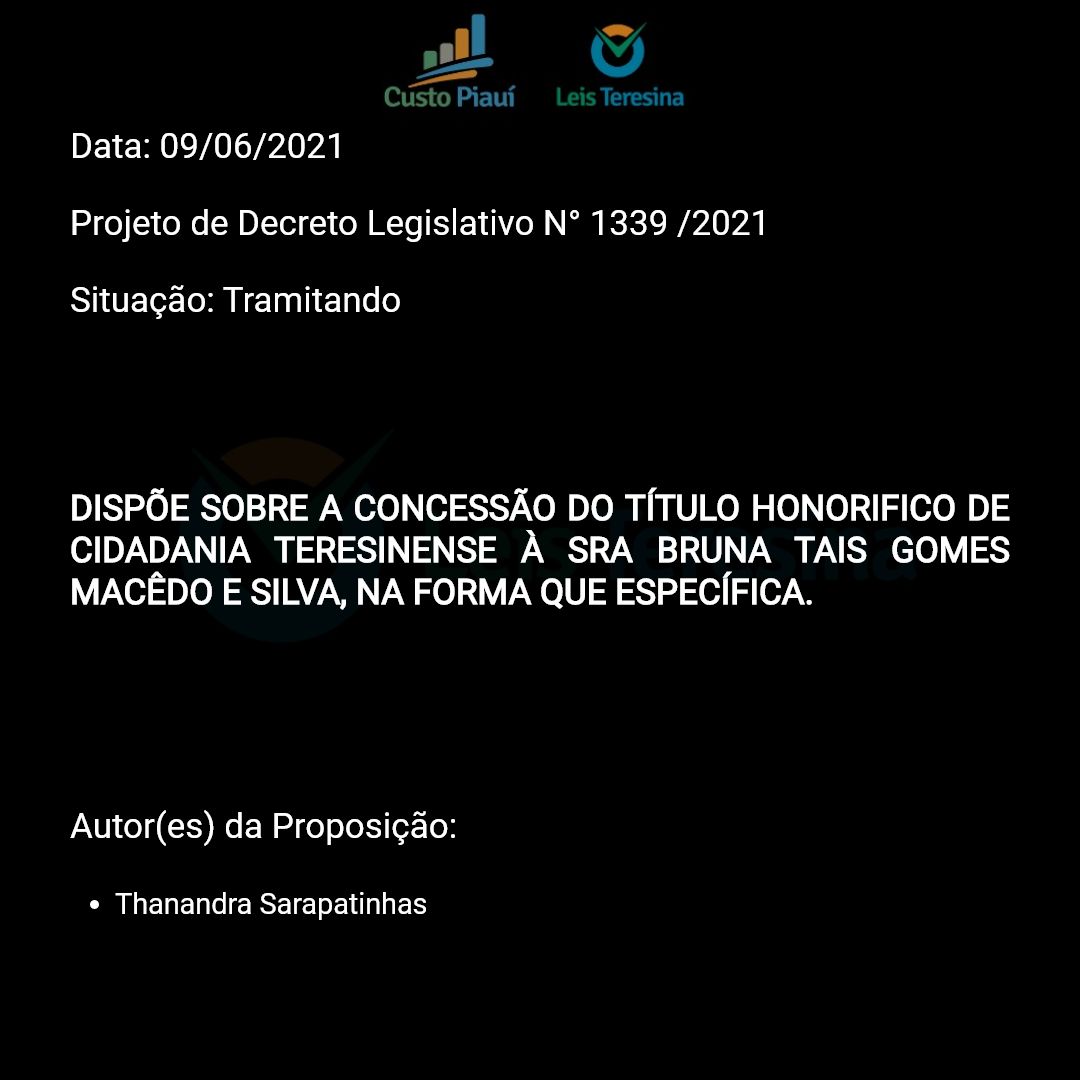 Custo Piauí Leis Teresina
Data: 09/06/2021
Projeto de Decreto Legislativo N° 1339 /2021
Situação: Tramitando
DISPÕE SOBRE A CONCESSÃO DO TÍTULO HONORIFICO DE
CIDADANIA TERESINENSE À SRA BRUNA TAIS GOMES
MACÊDO E SILVA, NA FORMA QUE ESPECÍFICA.
Leis Teresina
Autor(es) da Proposição:
• Thanandra Sarapatinhas